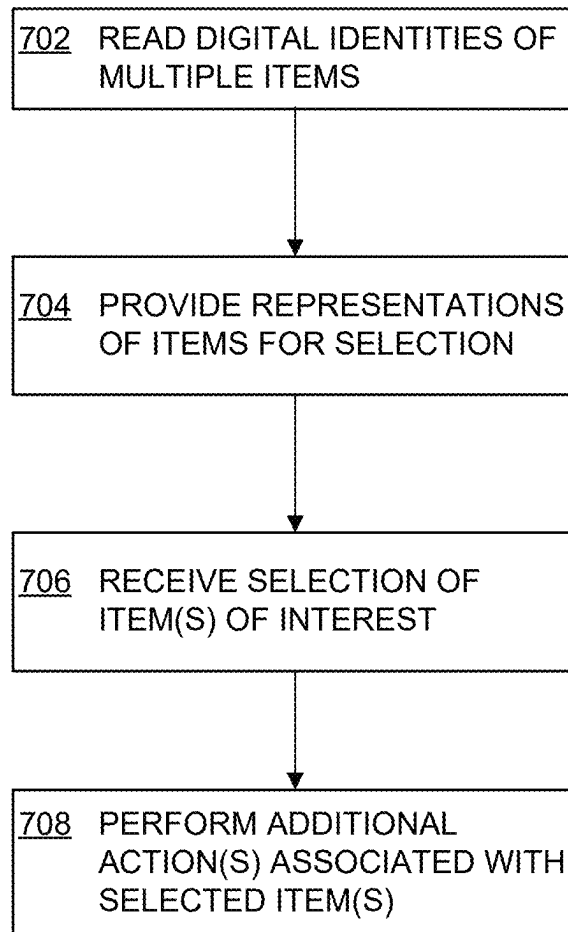 702 READ DIGITAL IDENTITIES OF
MULTIPLE ITEMS
704 PROVIDE REPRESENTATIONS
OF ITEMS FOR SELECTION
706 RECEIVE SELECTION OF
ITEM(S) OF INTEREST
708 PERFORM ADDITIONAL
ACTION(S) ASSOCIATED WITH
SELECTED ITEM(S)